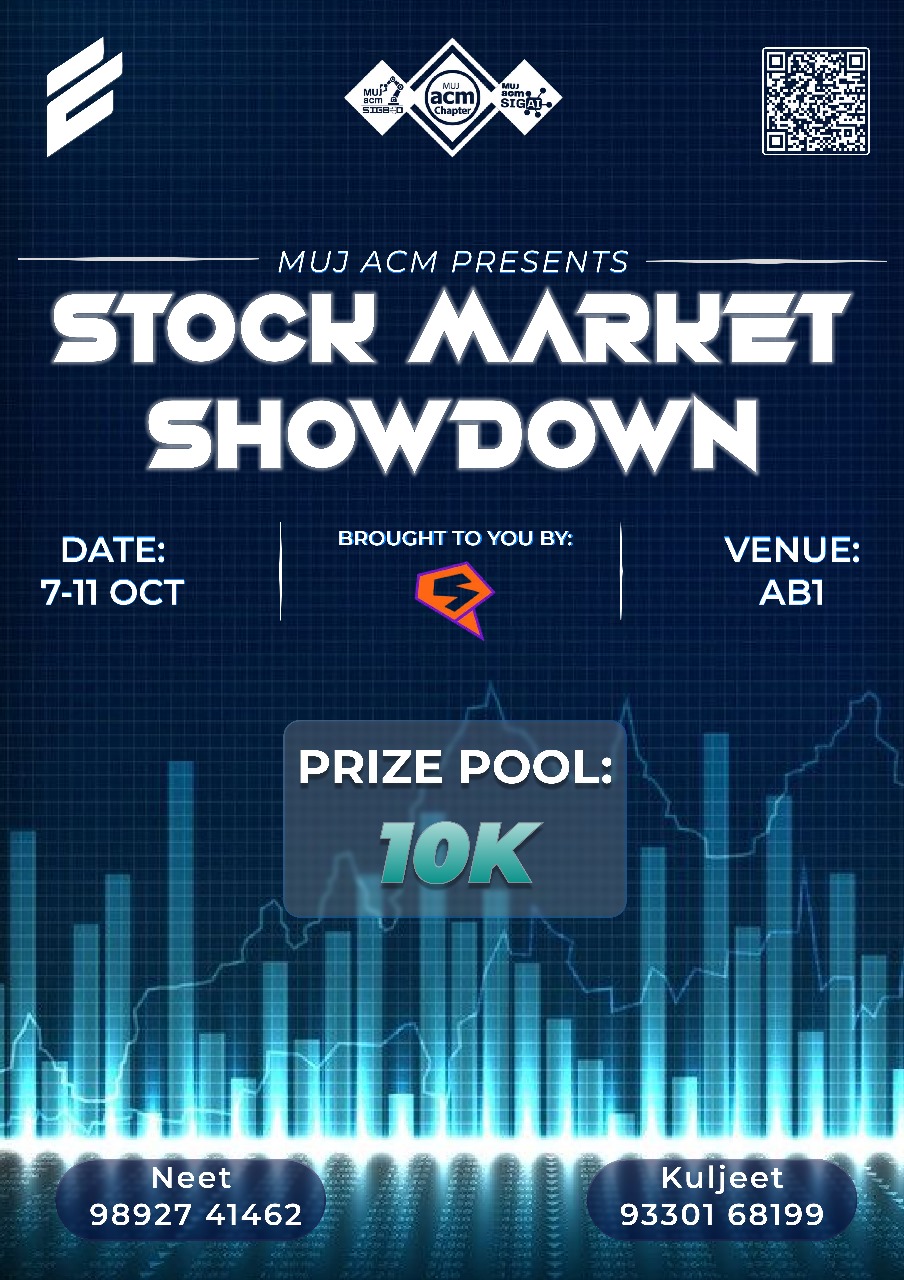 MUJ
acm
SIGBED
MUJ
acm
Chapter
MUJ
acm
SIGAI
MUJ ACM PRESENTS
STOCK MARKET
SHOWDOWN
DATE:
7-11 OCT
BROUGHT TO YOU BY:
VENUE:
AB1
PRIZE POOL:
10K
Neet
98927 41462
Kuljeet
93301 68199